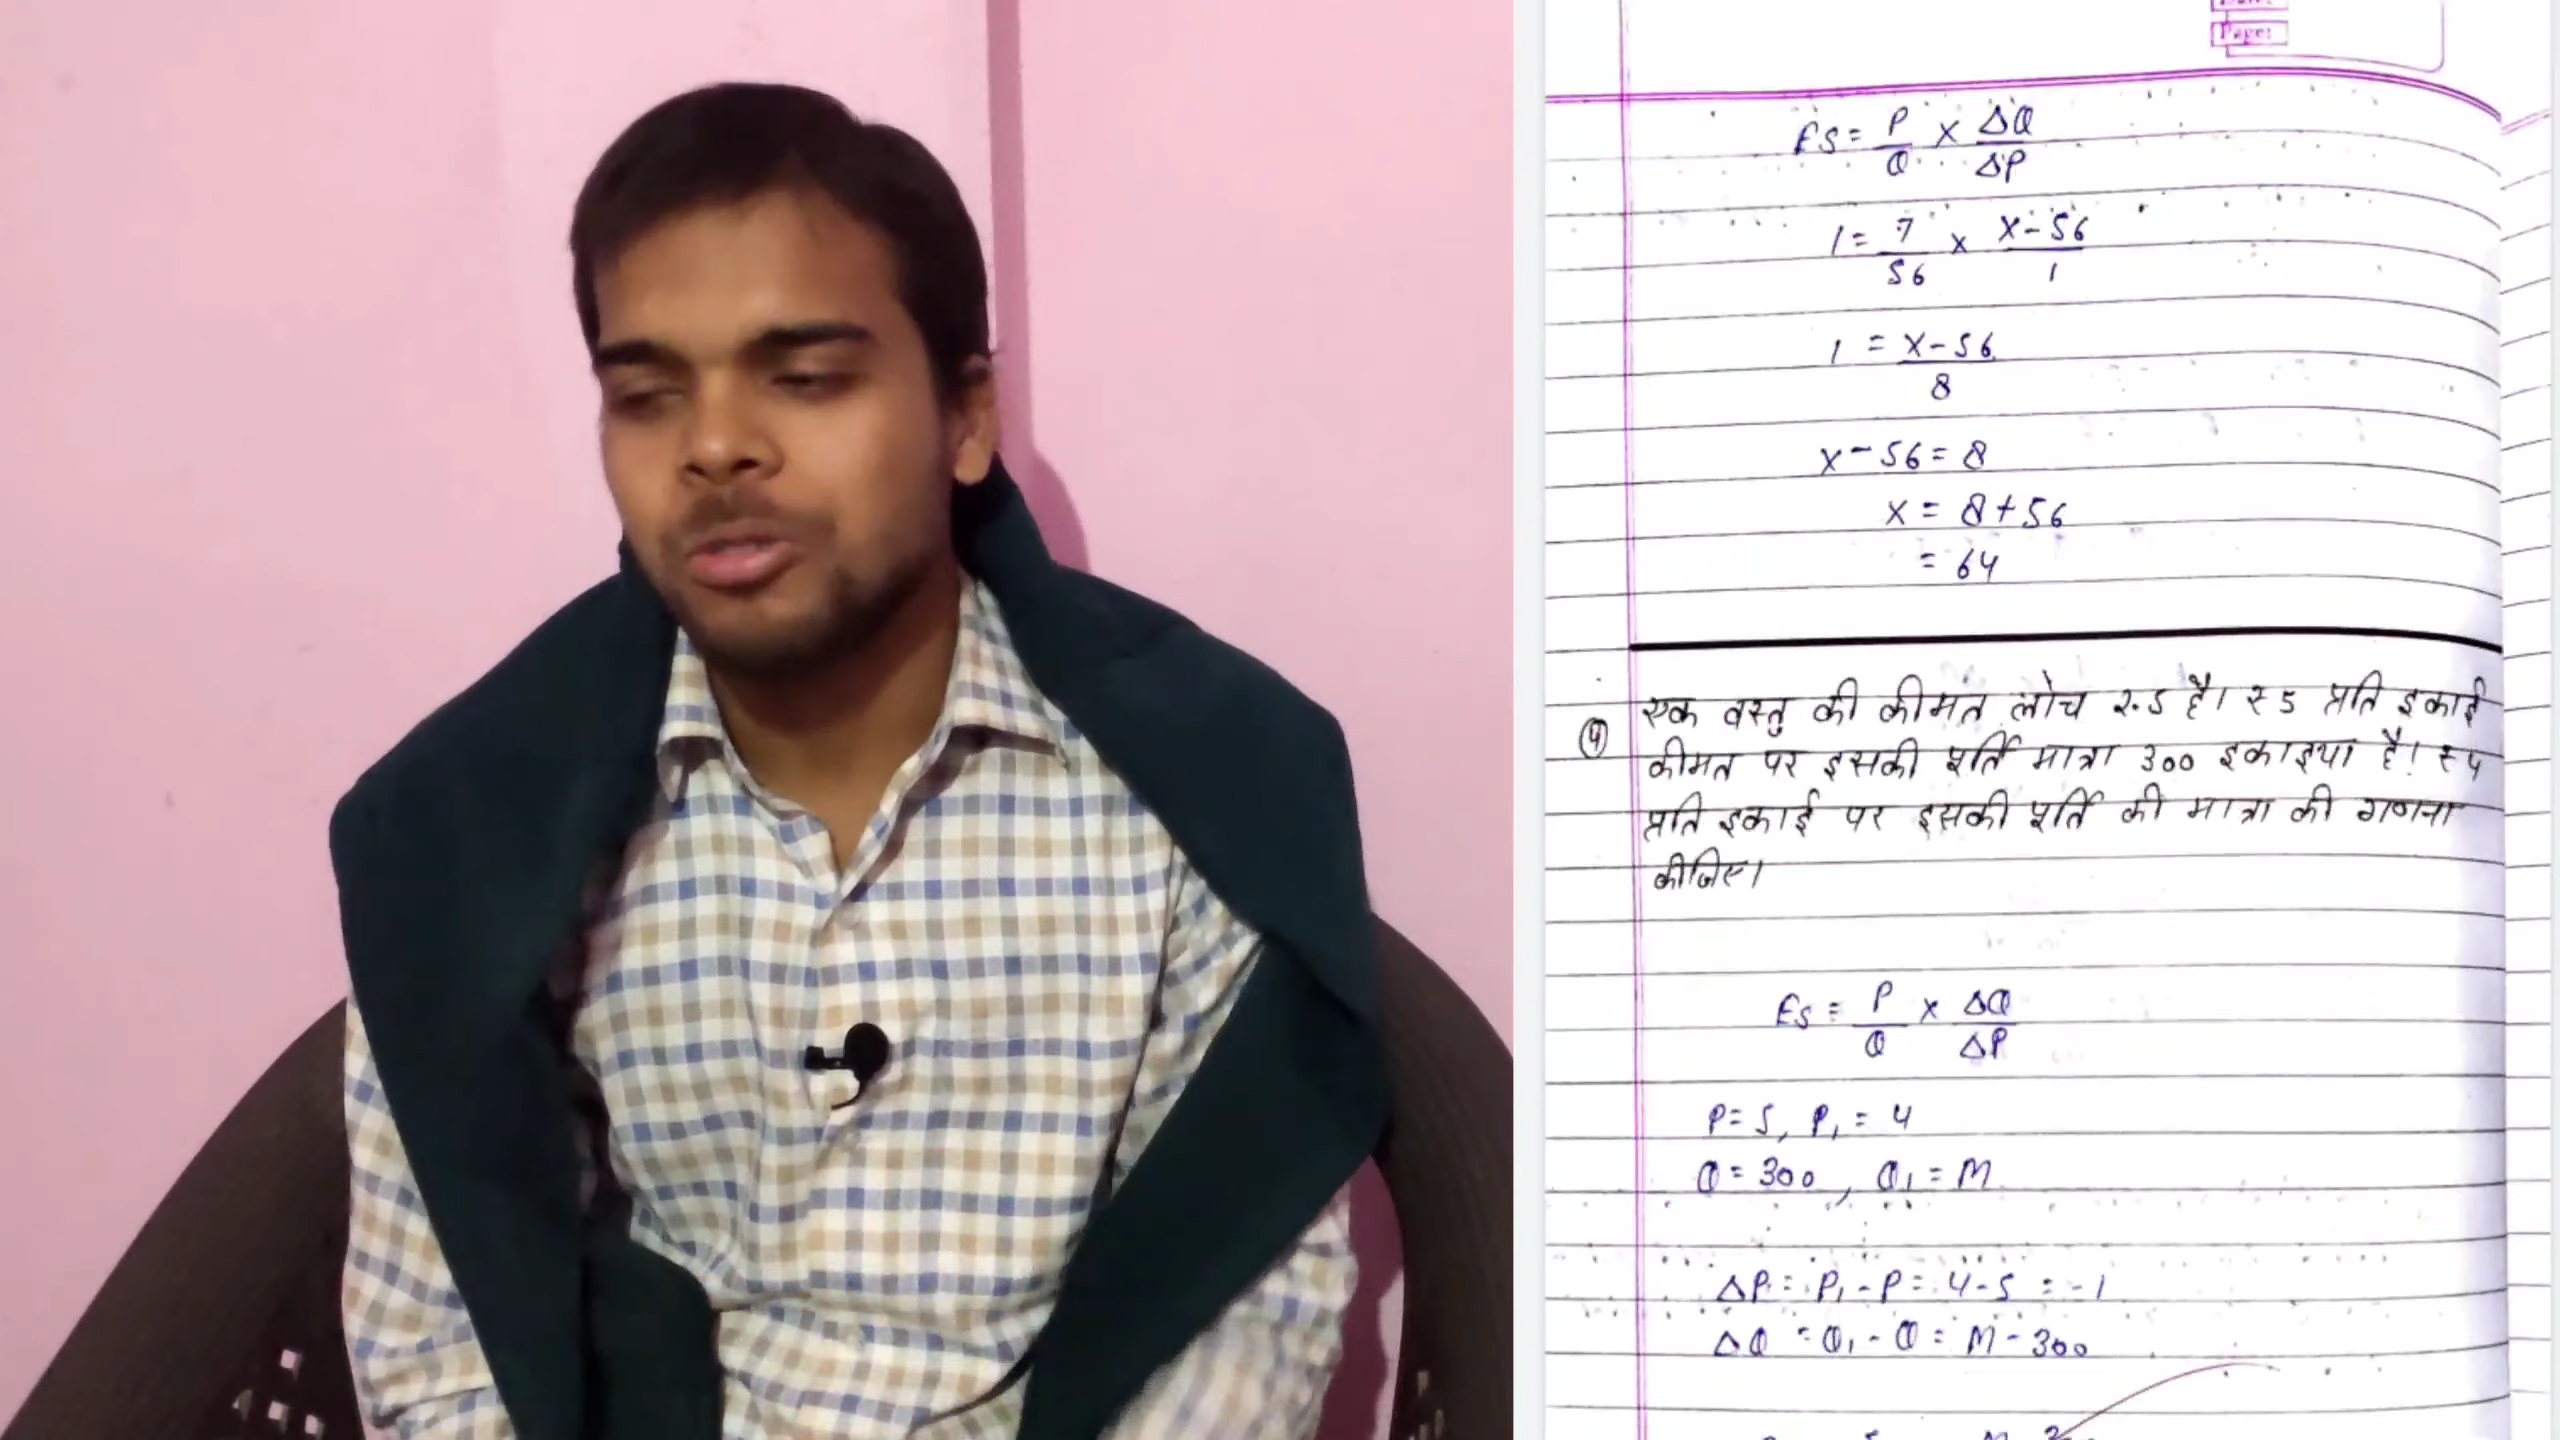 Page:
Es = P/Q × ΔQ/ΔP
1 = 7/56 × x-56/1
1 = x-56/8
x-56 = 8
x = 8+56
= 64
④ एक वस्तु की कीमत लोच 2.5 है। ₹5 प्रति इकाई
कीमत पर इसकी पूर्ति मात्रा 300 इकाइया है। ₹4
प्रति इकाई पर इसकी पूर्ति की मात्रा की गणना
कीजिए।
Es = P/Q × ΔQ/ΔP
P=5, P₁ = 4
Q = 300, Q₁ = M
ΔP = P₁ - P = 4-5 = -1
ΔQ = Q₁ - Q = M - 300